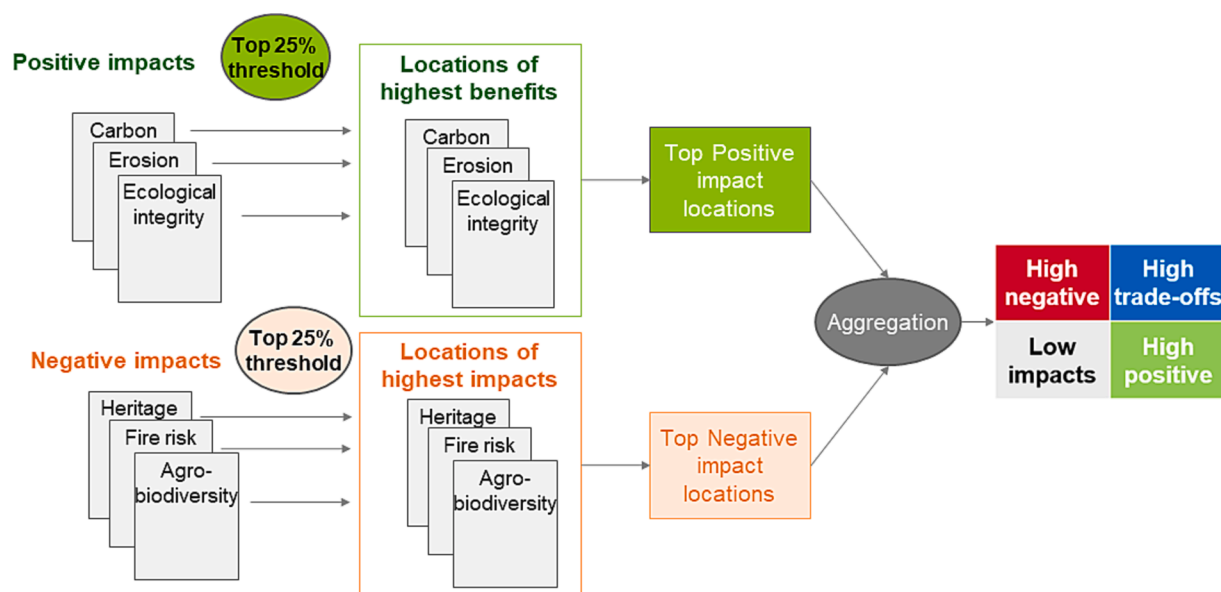 Positive impacts
Top 25%
threshold
Carbon
Erosion
Ecological
integrity
Locations of
highest benefits
Carbon
Erosion
Ecological
integrity
Top Positive
impact
locations
Negative impacts
Top 25%
threshold
Heritage
Fire risk
Agro-
biodiversity
Locations of
highest impacts
Heritage
Fire risk
Agro-
biodiversity
Top Negative
impact
locations
Aggregation
High
negative
High
trade-offs
Low
impacts
High
positive